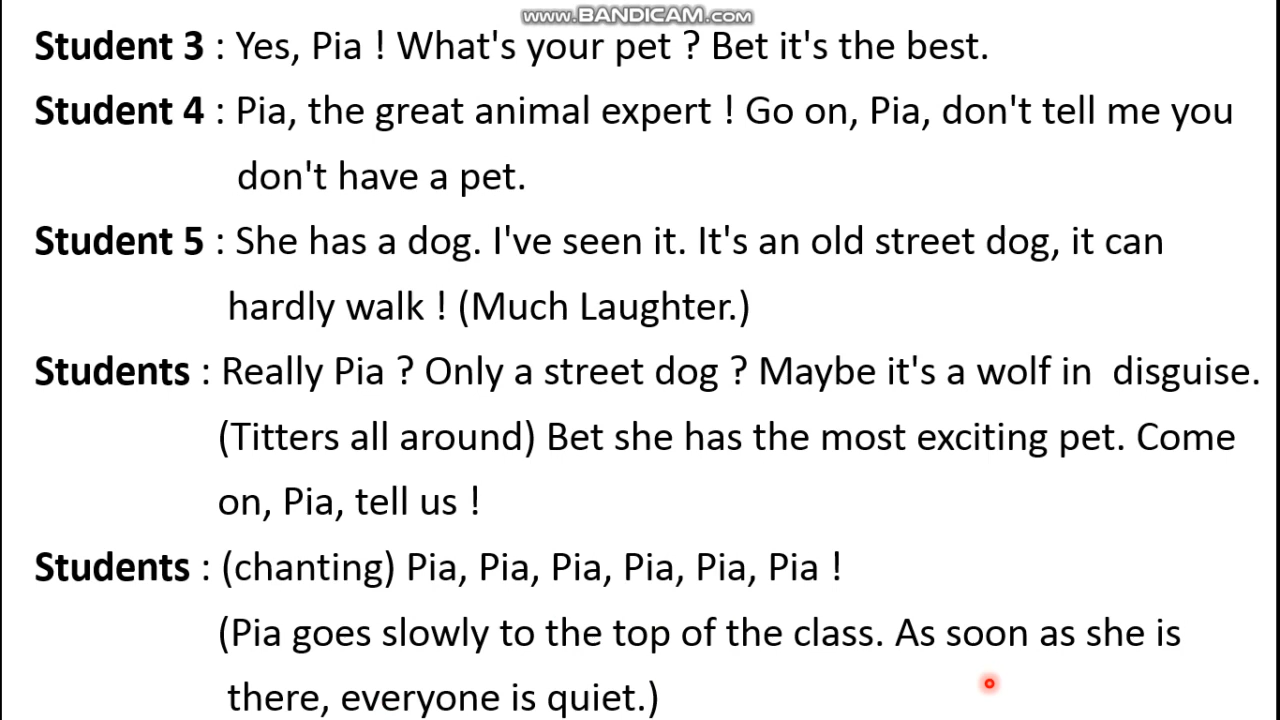 www.BANDICAM.com
Student 3 : Yes, Pia ! What's your pet ? Bet it's the best.
Student 4 : Pia, the great animal expert ! Go on, Pia, don't tell me you
don't have a pet.
Student 5 : She has a dog. I've seen it. It's an old street dog, it can
hardly walk ! (Much Laughter.)
Students : Really Pia ? Only a street dog ? Maybe it's a wolf in disguise.
(Titters all around) Bet she has the most exciting pet. Come
on, Pia, tell us !
Students : (chanting) Pia, Pia, Pia, Pia, Pia, Pia !
(Pia goes slowly to the top of the class. As soon as she is
there, everyone is quiet.)